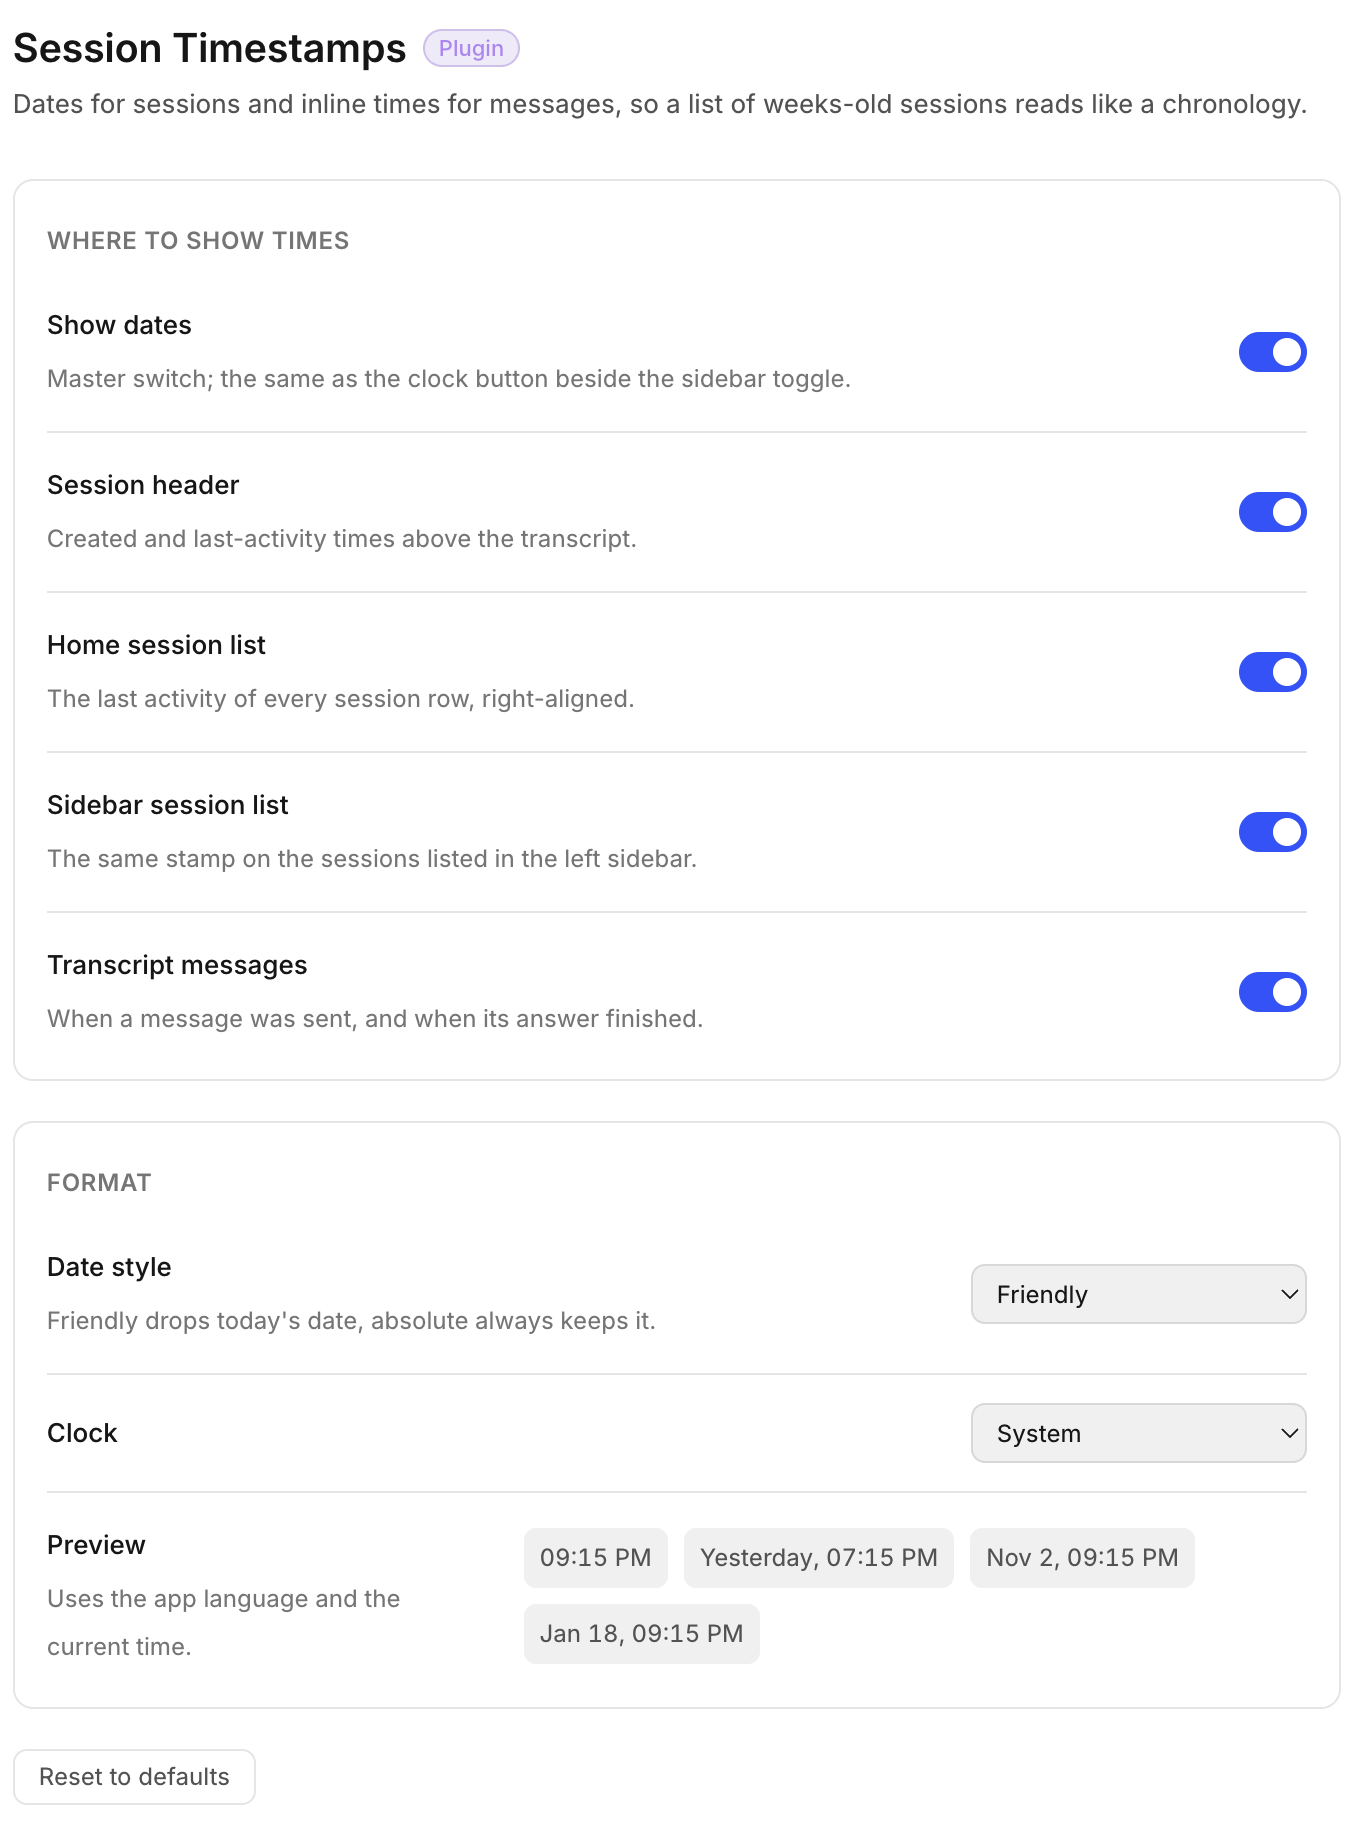 Session Timestamps
Plugin
Dates for sessions and inline times for messages, so a list of weeks-old sessions reads like a chronology.
WHERE TO SHOW TIMES
Show dates
Master switch; the same as the clock button beside the sidebar toggle.
Session header
Created and last-activity times above the transcript.
Home session list
The last activity of every session row, right-aligned.
Sidebar session list
The same stamp on the sessions listed in the left sidebar.
Transcript messages
When a message was sent, and when its answer finished.
FORMAT
Date style
Friendly drops today's date, absolute always keeps it.
Friendly
Clock
System
Preview
Uses the app language and the
current time.
09:15 PM
Yesterday, 07:15 PM
Nov 2, 09:15 PM
Jan 18, 09:15 PM
Reset to defaults